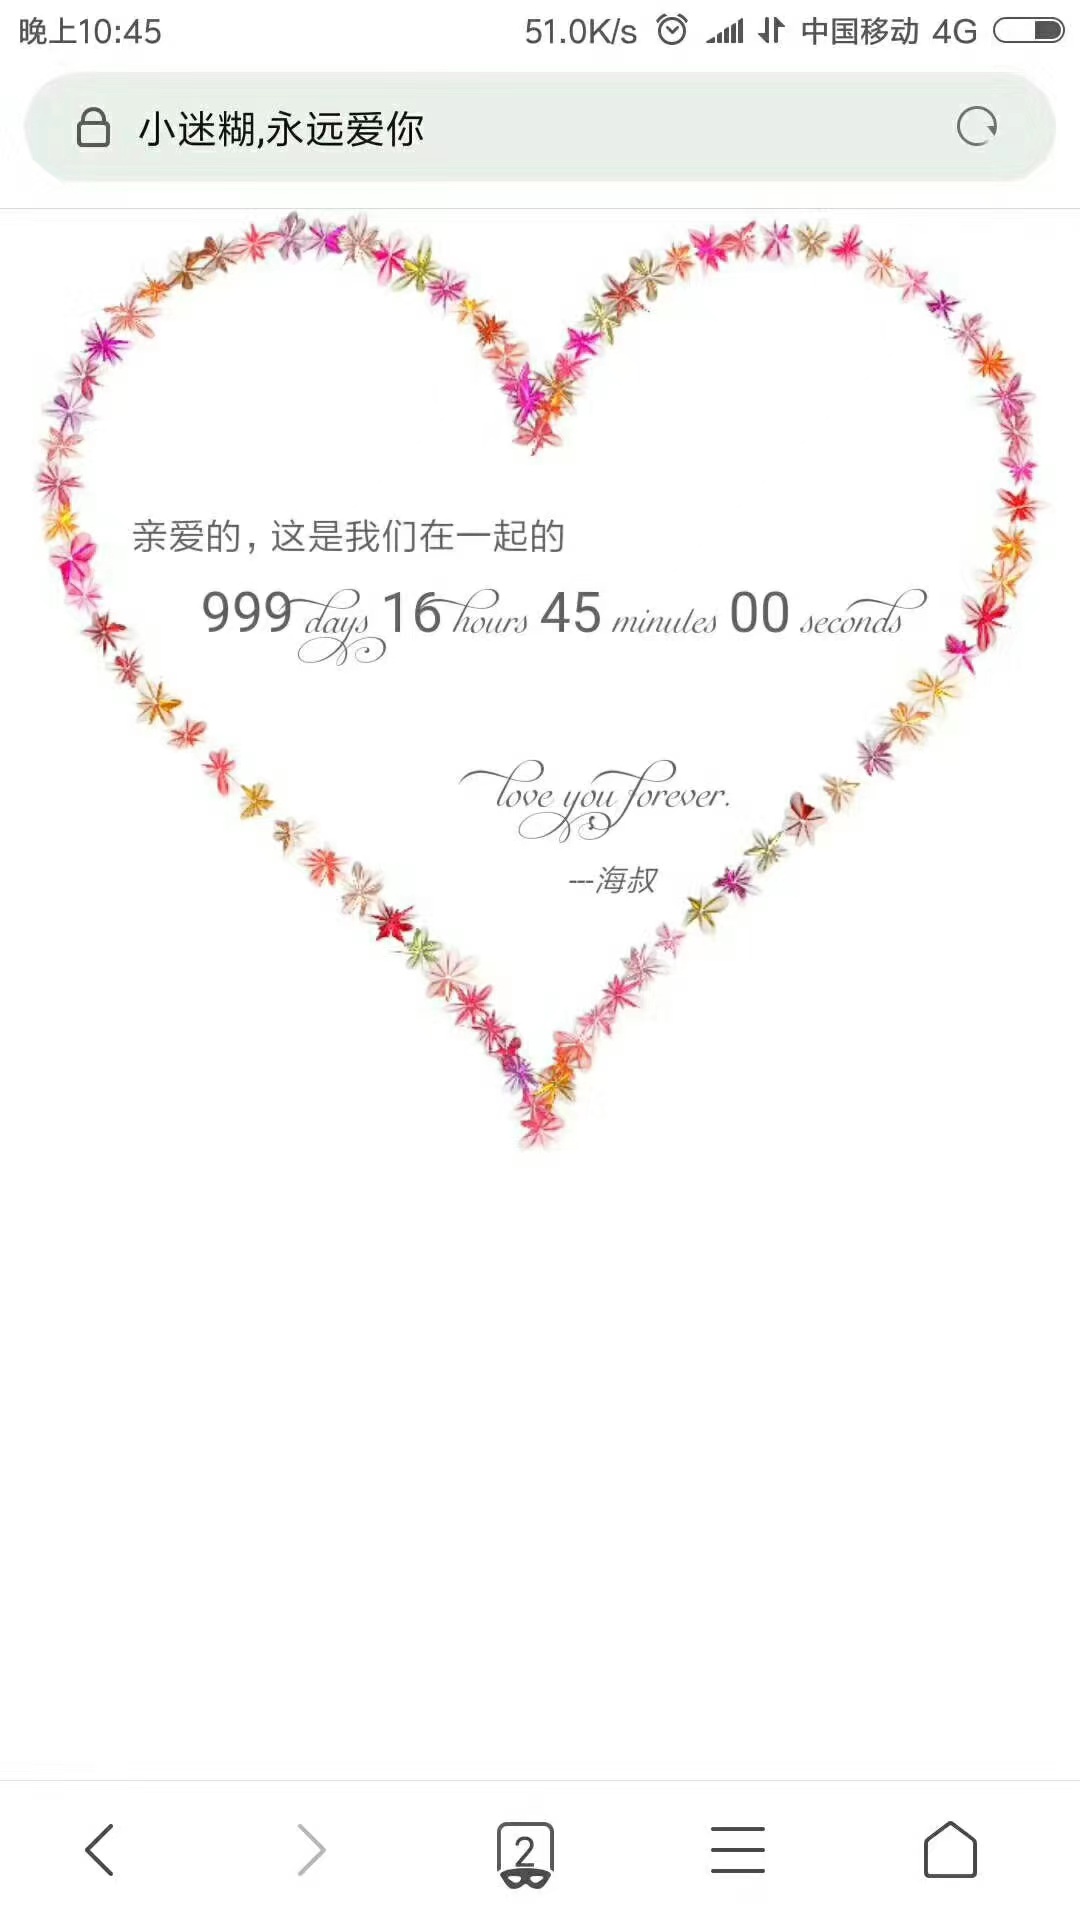 晚上10:45 51.0K/s 中国移动 4G
小迷糊,永远爱你
亲爱的，这是我们在一起的
999 days 16 hours 45 minutes 00 seconds
love you forever.
---海叔
2